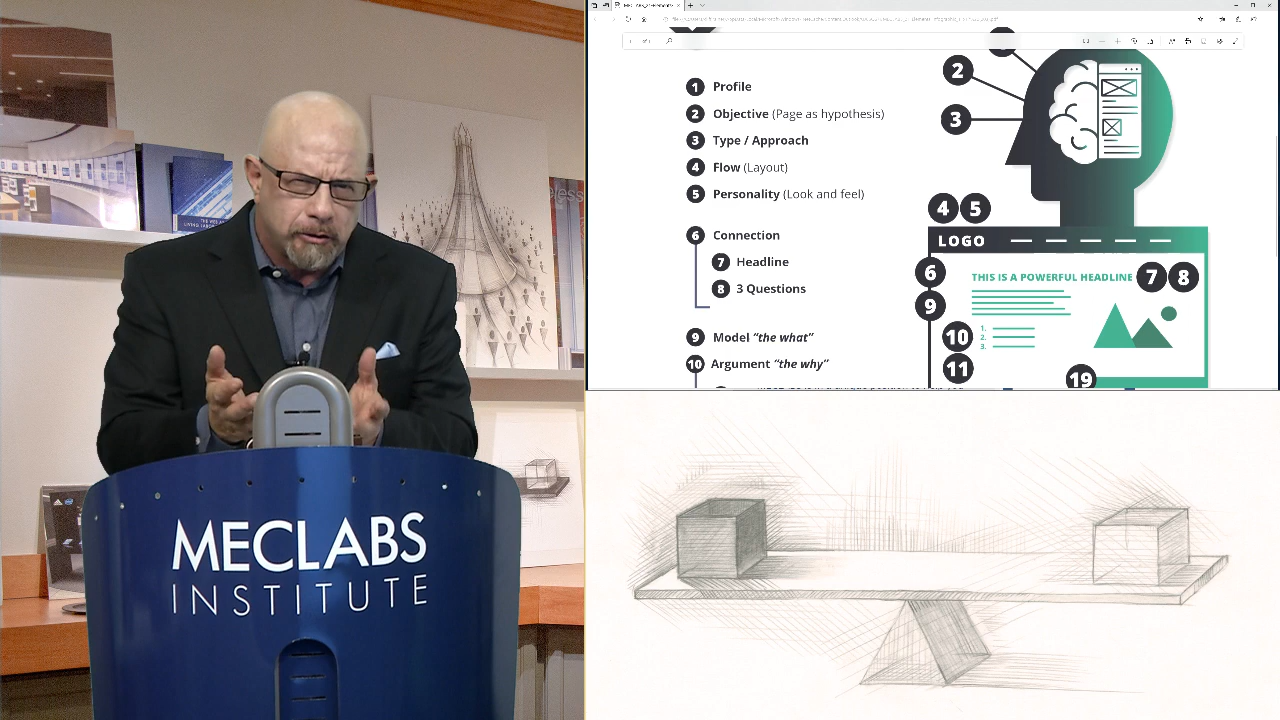 MECLABS
INSTITUTE
1 Profile
2 Objective (Page as hypothesis)
3 Type / Approach
4 Flow (Layout)
5 Personality (Look and feel)
6 Connection
7 Headline
8 3 Questions
9 Model “the what”
10 Argument “the why”
2
3
4 5
LOGO
6
THIS IS A POWERFUL HEADLINE 7 8
9
10
1.
2.
3.
11
19